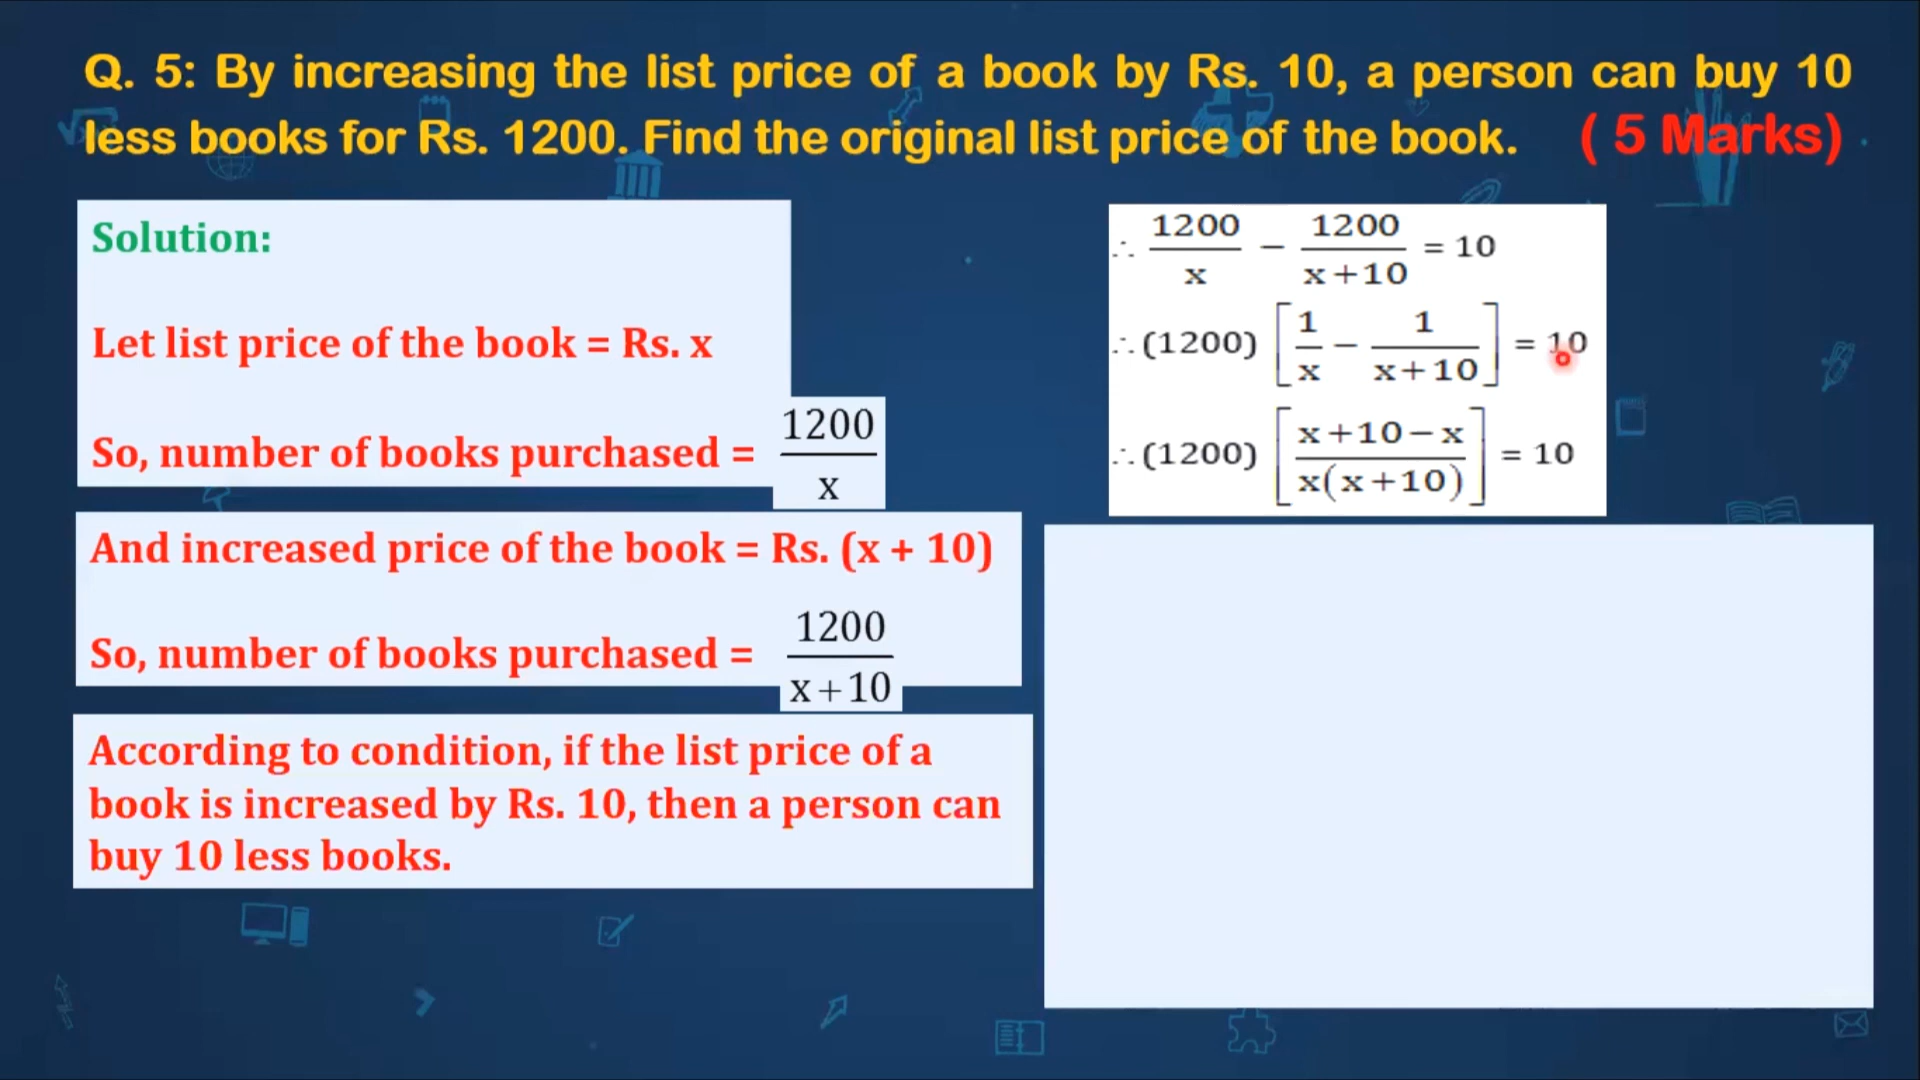 Q. 5: By increasing the list price of a book by Rs. 10, a person can buy 10
less books for Rs. 1200. Find the original list price of the book. ( 5 Marks)
Solution:
Let list price of the book = Rs. x
So, number of books purchased = 1200/x
And increased price of the book = Rs. (x + 10)
So, number of books purchased = 1200/x+10
According to condition, if the list price of a
book is increased by Rs. 10, then a person can
buy 10 less books.
∴ 1200/x − 1200/x+10 = 10
∴ (1200) [1/x − 1/x+10] = 10
∴ (1200) [x+10−x/x(x+10)] = 10